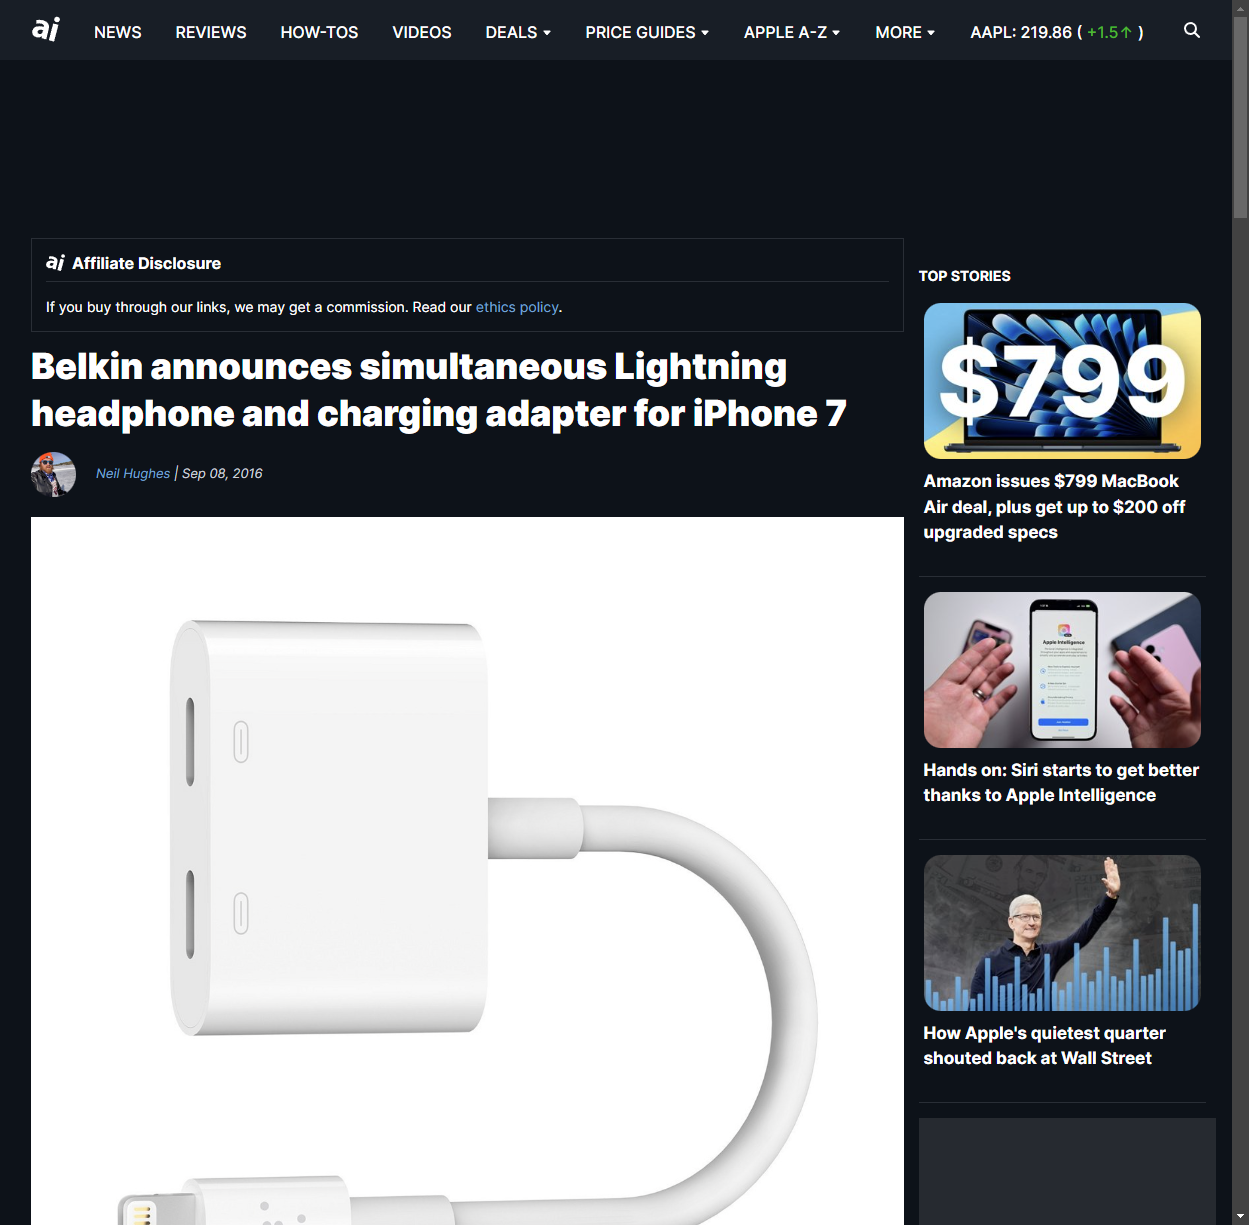 ai NEWS REVIEWS HOW-TOS VIDEOS DEALS PRICE GUIDES APPLE A-Z MORE AAPL: 219.86 ( +1.5↑ )
ai Affiliate Disclosure
If you buy through our links, we may get a commission. Read our ethics policy.
Belkin announces simultaneous Lightning
headphone and charging adapter for iPhone 7
Neil Hughes | Sep 08, 2016
TOP STORIES
$799
Amazon issues $799 MacBook
Air deal, plus get up to $200 off
upgraded specs
Apple Intelligence
Hands on: Siri starts to get better
thanks to Apple Intelligence
How Apple's quietest quarter
shouted back at Wall Street